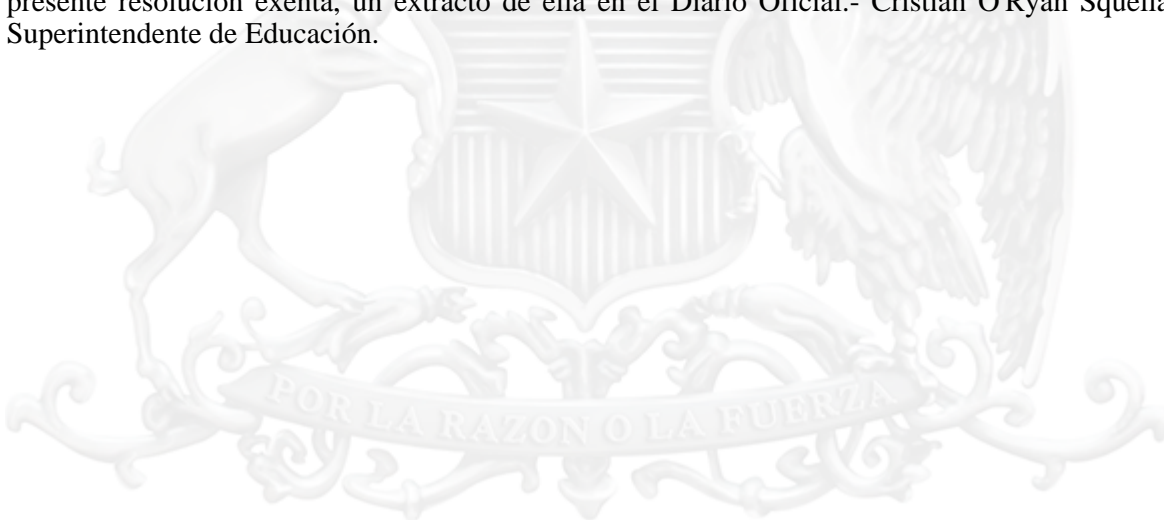 presente resolución exenta, un extracto de ella en el Diario Oficial.- Cristián O'Ryan Squella
Superintendente de Educación.
POR LA RAZON O LA FUERZA